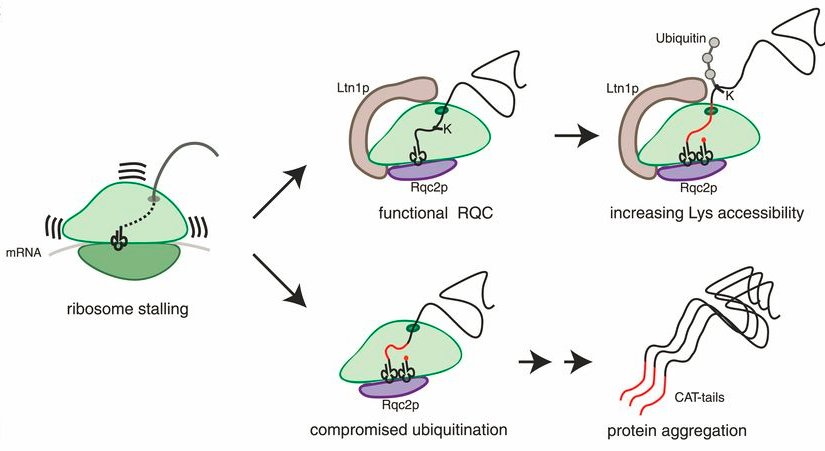 mRNA
ribosome stalling
Ltn1p
K
Rqc2p
functional RQC
Ubiquitin
Ltn1p
K
Rqc2p
increasing Lys accessibility
Rqc2p
compromised ubiquitination
CAT-tails
protein aggregation